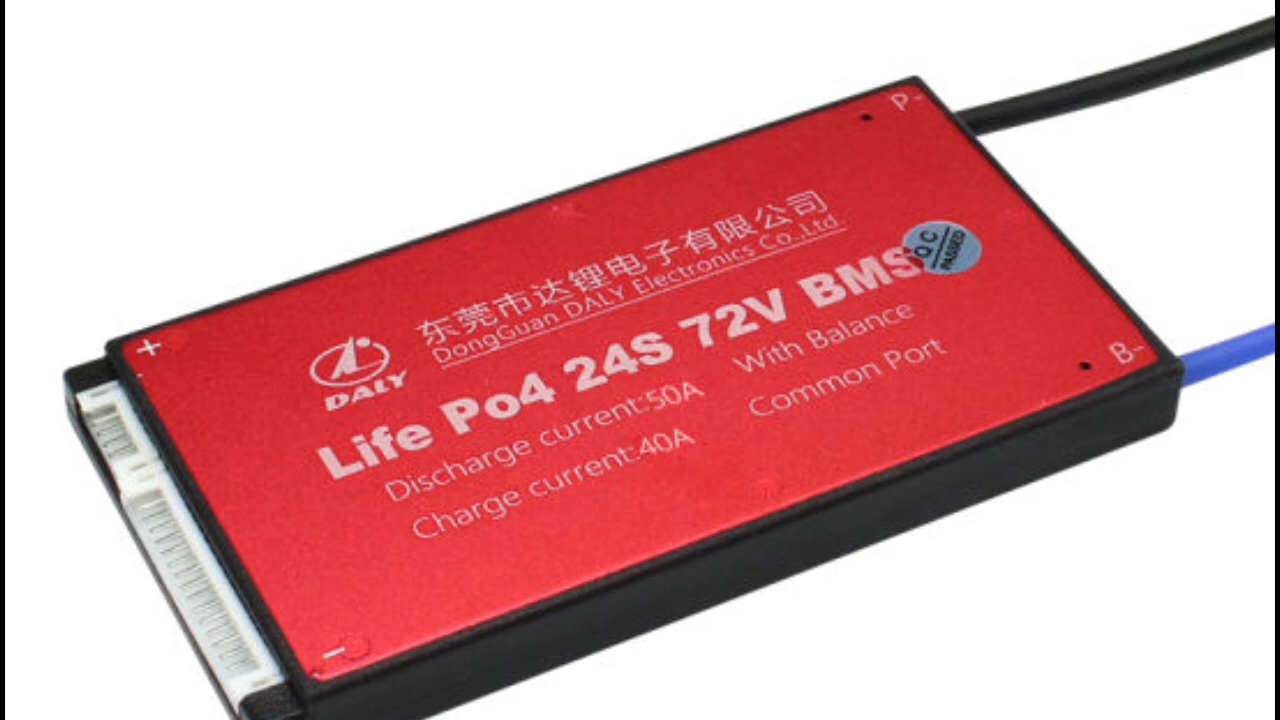 P-
东莞市达锂电子有限公司
DongGuan DALY Electronics Co.,Ltd.
QC
PASSED
+
DALY
Life Po4 24S 72V BMS
Discharge current:50A With Balance
Charge current:40A Common Port
B-
-